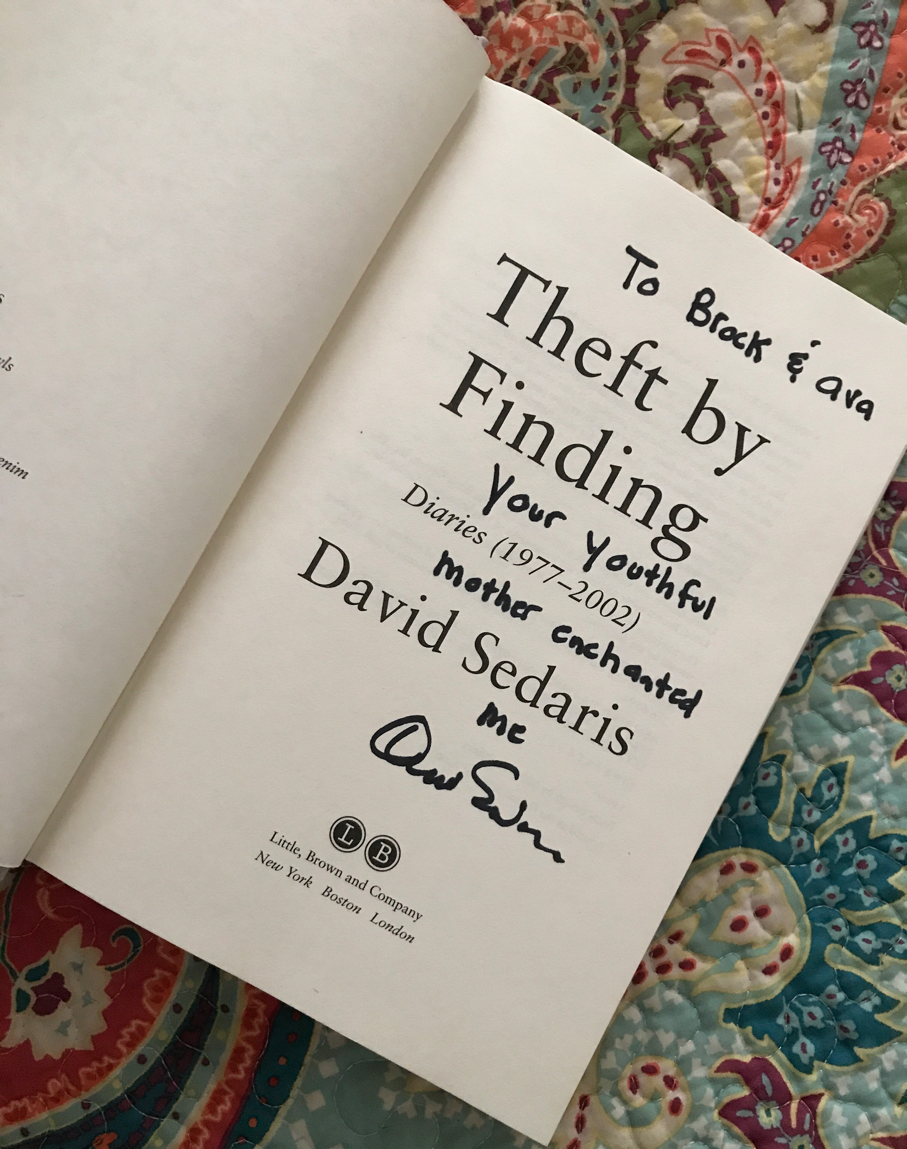 To Brock & ava
Theft by
Finding
your youthful
Diaries (1977–2002)
mother enchanted
David Sedaris
me
L B
Little, Brown and Company
New York Boston London
enim